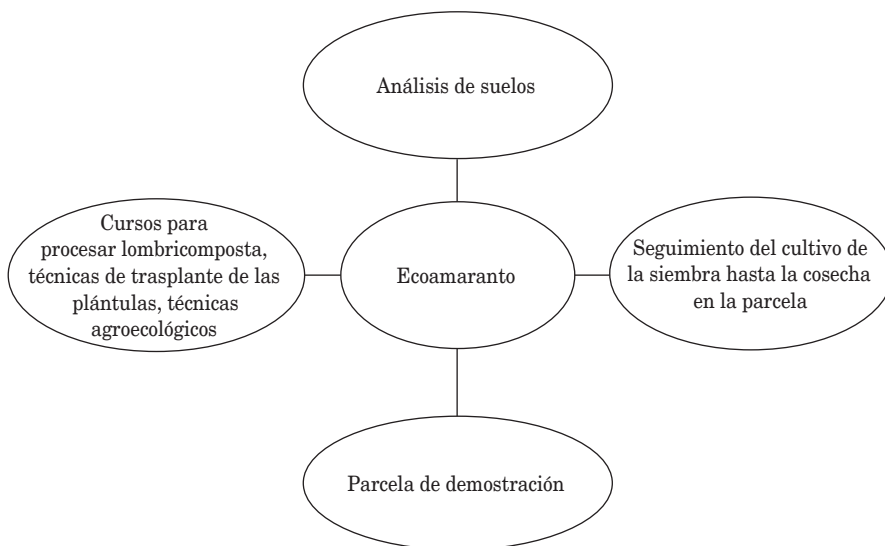 Análisis de suelos
Cursos para
procesar lombricomposta,
técnicas de trasplante de las
plántulas, técnicas
agroecológicos
Ecoamaranto
Seguimiento del cultivo de
la siembra hasta la cosecha
en la parcela
Parcela de demostración